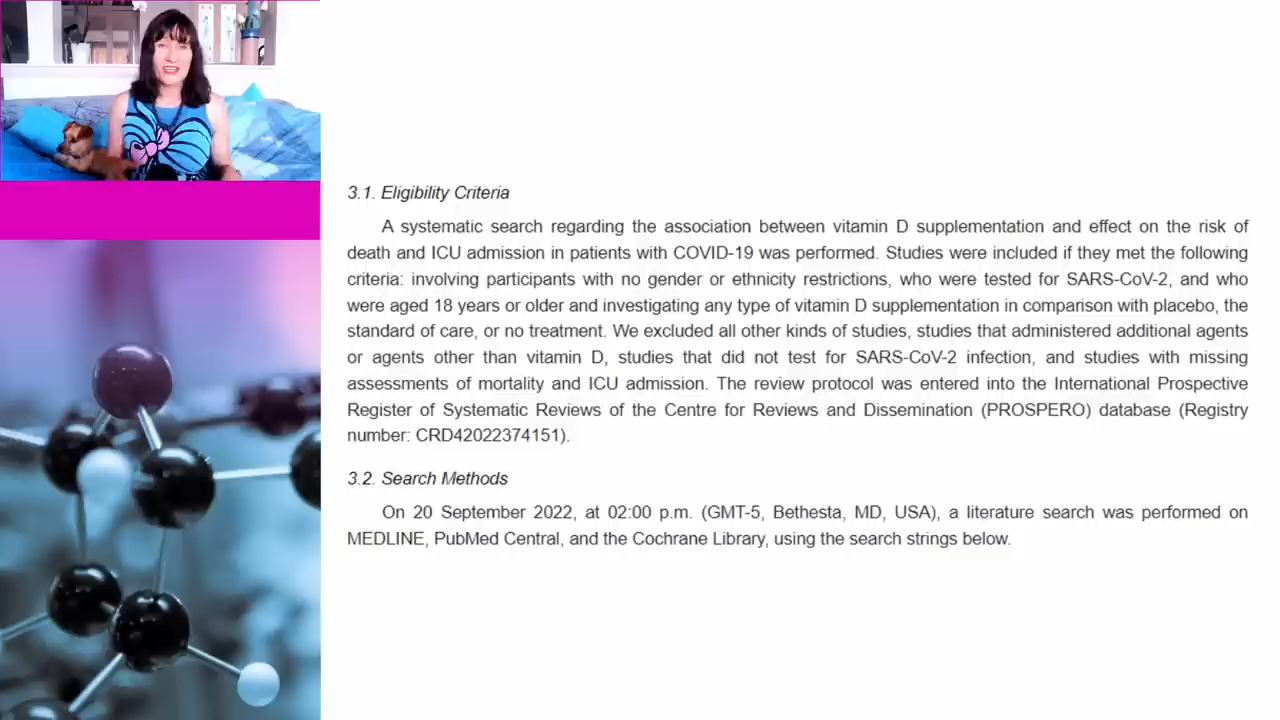 3.1. Eligibility Criteria
A systematic search regarding the association between vitamin D supplementation and effect on the risk of
death and ICU admission in patients with COVID-19 was performed. Studies were included if they met the following
criteria: involving participants with no gender or ethnicity restrictions, who were tested for SARS-CoV-2, and who
were aged 18 years or older and investigating any type of vitamin D supplementation in comparison with placebo, the
standard of care, or no treatment. We excluded all other kinds of studies, studies that administered additional agents
or agents other than vitamin D, studies that did not test for SARS-CoV-2 infection, and studies with missing
assessments of mortality and ICU admission. The review protocol was entered into the International Prospective
Register of Systematic Reviews of the Centre for Reviews and Dissemination (PROSPERO) database (Registry
number: CRD42022374151).
3.2. Search Methods
On 20 September 2022, at 02:00 p.m. (GMT-5, Bethesta, MD, USA), a literature search was performed on
MEDLINE, PubMed Central, and the Cochrane Library, using the search strings below.